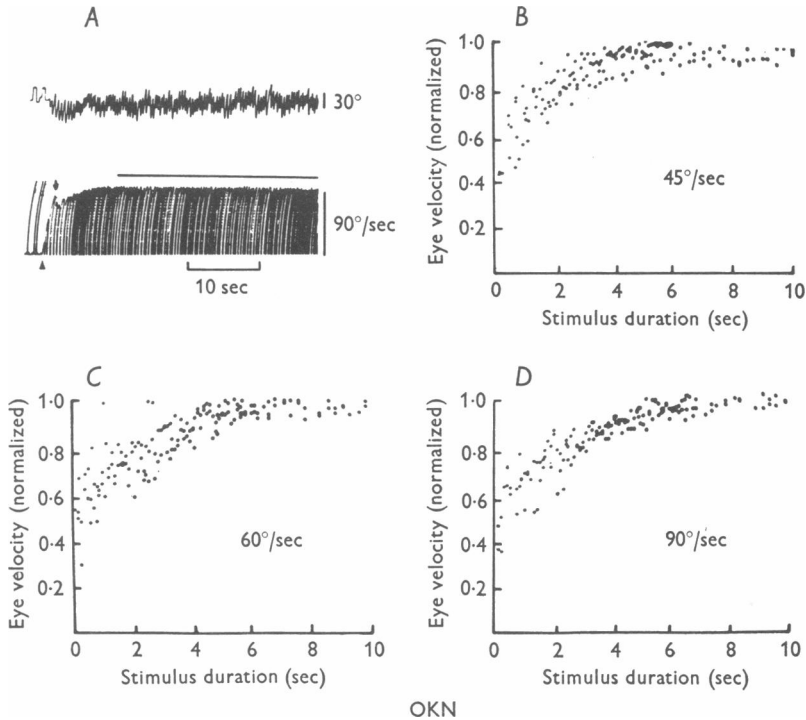 A
30°
90°/sec
10 sec
B
Eye velocity (normalized)
1·0
0·8
0·6
0·4
0·2
45°/sec
0 2 4 6 8 10
Stimulus duration (sec)
C
Eye velocity (normalized)
1·0
0·8
0·6
0·4
0·2
60°/sec
0 2 4 6 8 10
Stimulus duration (sec)
D
Eye velocity (normalized)
1·0
0·8
0·6
0·4
0·2
90°/sec
0 2 4 6 8 10
Stimulus duration (sec)
OKN